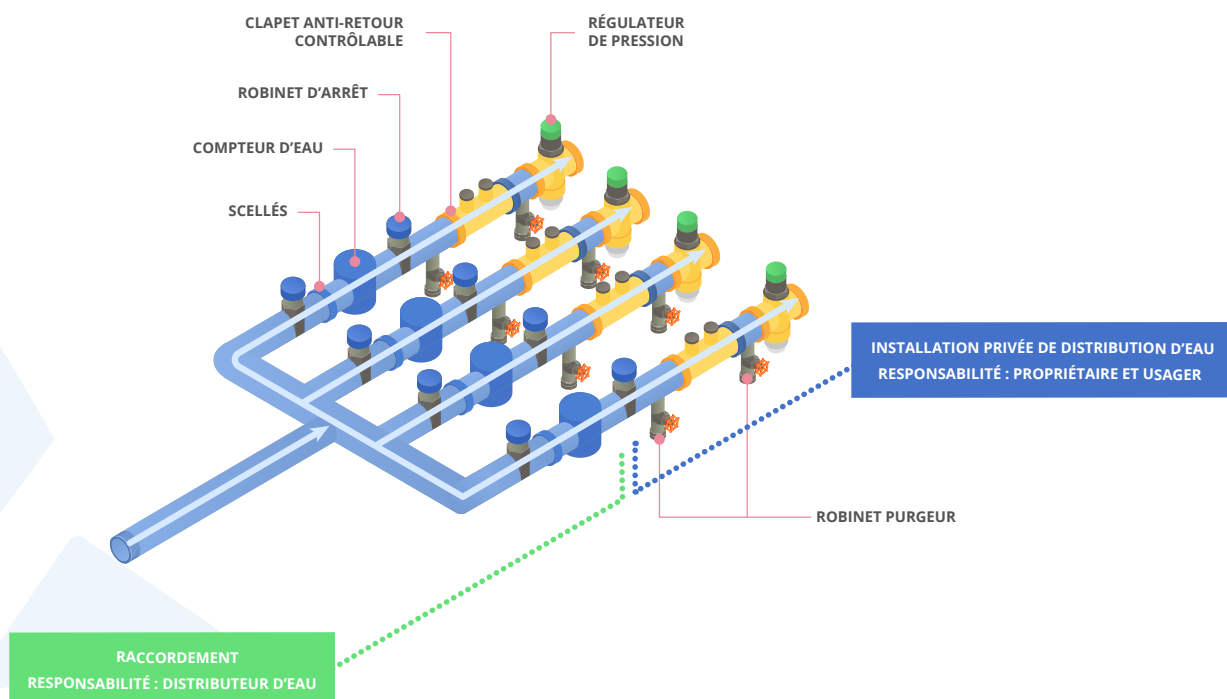 CLAPET ANTI-RETOUR
CONTRÔLABLE
RÉGULATEUR
DE PRESSION
ROBINET D'ARRÊT
COMPTEUR D'EAU
SCELLÉS
INSTALLATION PRIVÉE DE DISTRIBUTION D'EAU
RESPONSABILITÉ : PROPRIÉTAIRE ET USAGER
ROBINET PURGEUR
RACCORDEMENT
RESPONSABILITÉ : DISTRIBUTEUR D'EAU